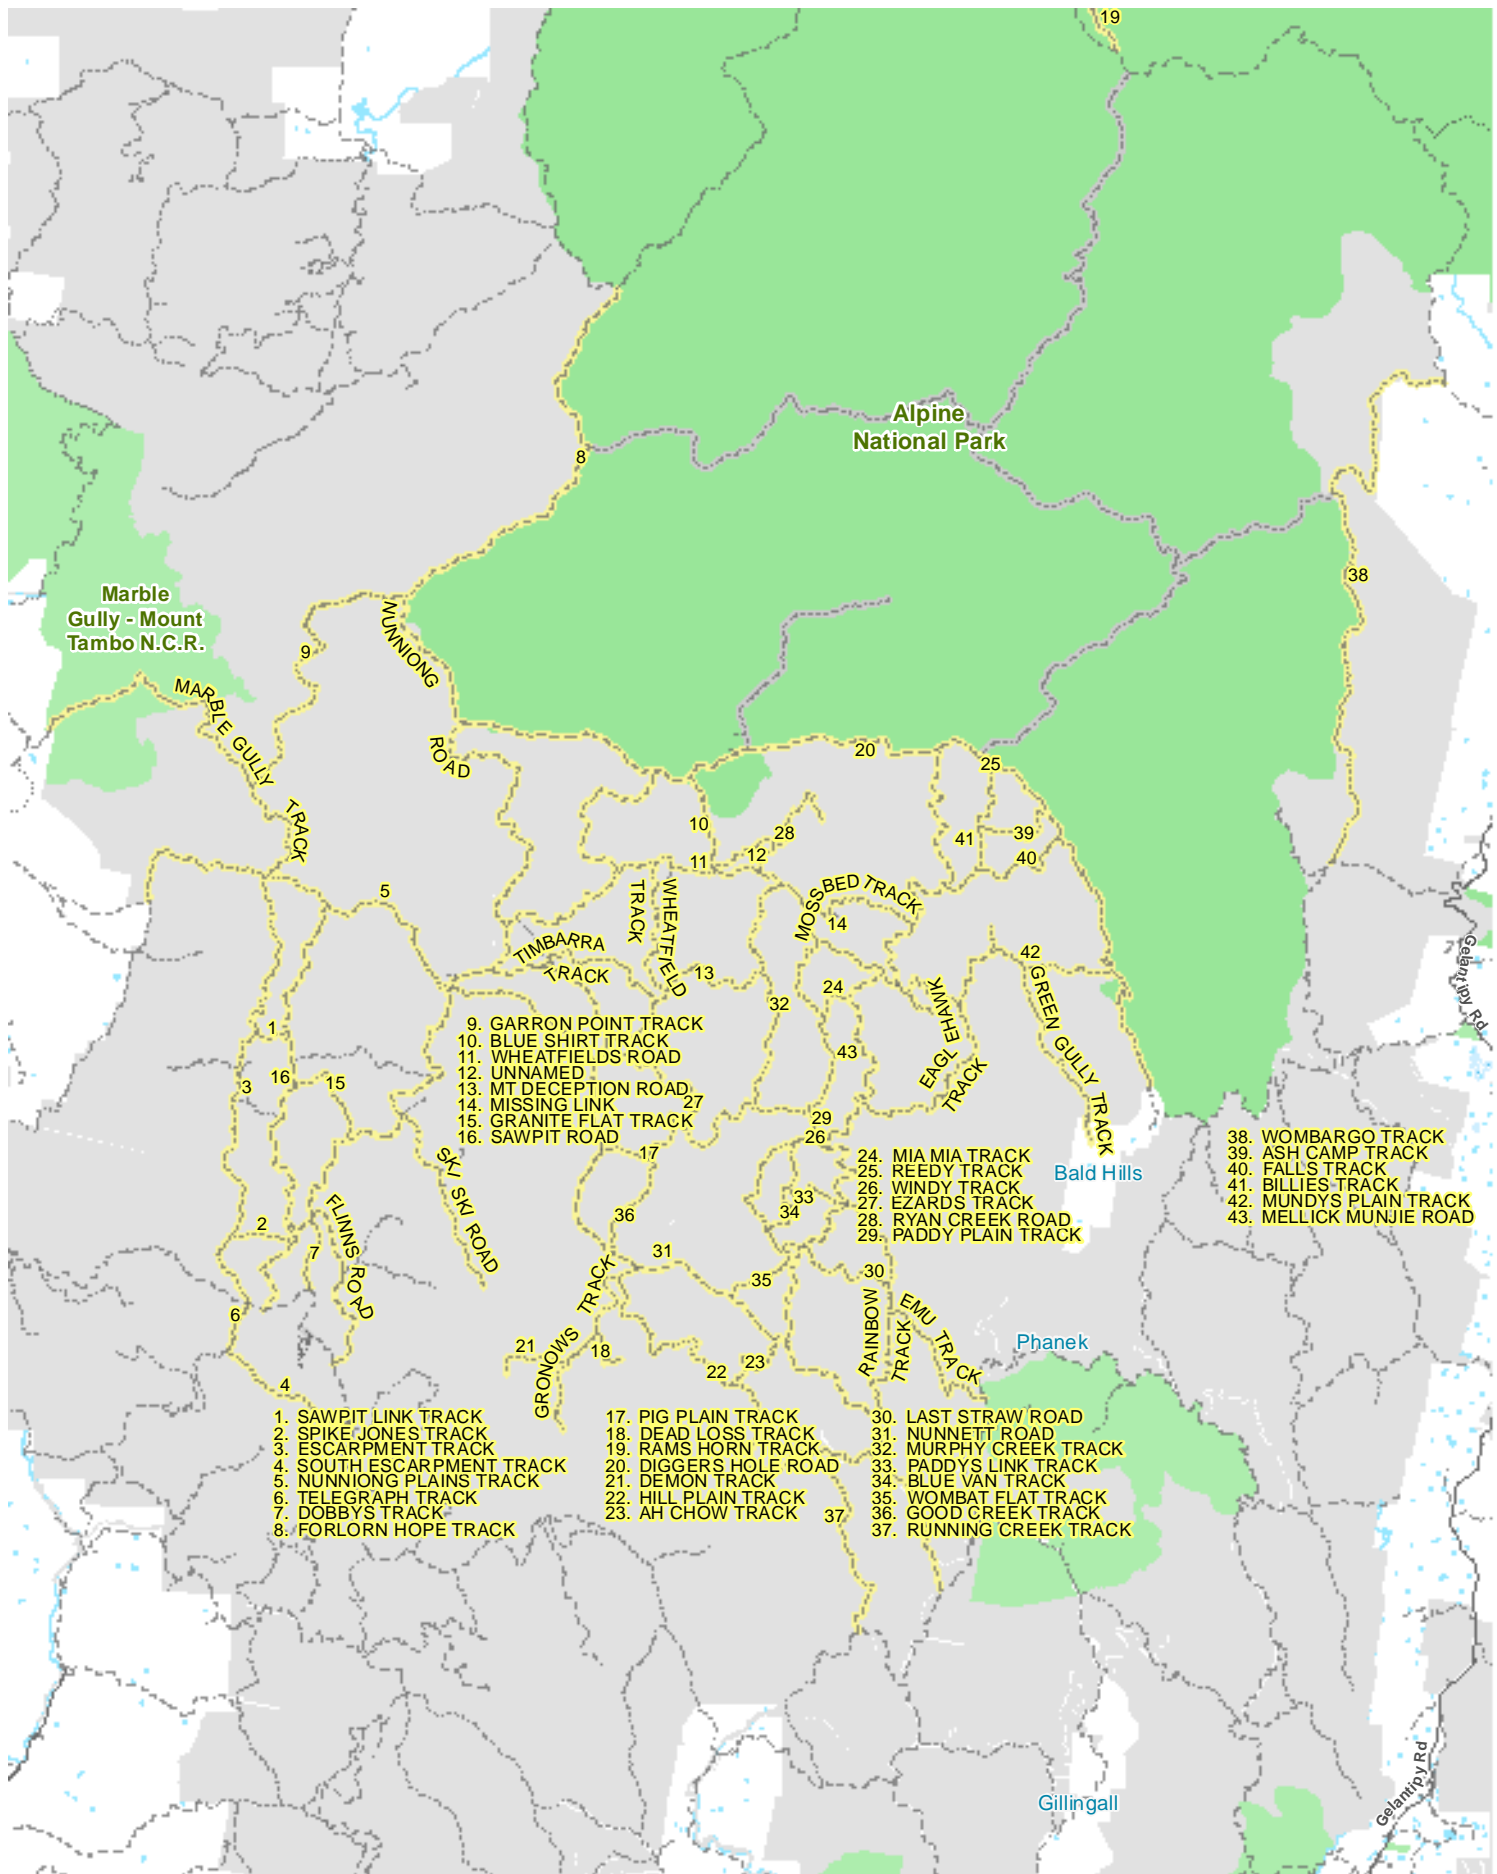 19
Alpine
National Park
8
38
Marble
Gully - Mount
Tambo N.C.R.
NUNNIONG
ROAD
9
MARBLE GULLY
TRACK
20
25
10
28
41
39
11
12
40
5
MOSSBED TRACK
14
WHEATFIELD
TRACK
TIMBARRA
TRACK
13
42
Gelantipy Rd
24
32
EAGLEHAWK
TRACK
GREEN GULLY TRACK
1
43
3
16
15
27
29
26
17
9. GARRON POINT TRACK
10. BLUE SHIRT TRACK
11. WHEATFIELDS ROAD
12. UNNAMED
13. MT DECEPTION ROAD
14. MISSING LINK
15. GRANITE FLAT TRACK
16. SAWPIT ROAD
24. MIA MIA TRACK
25. REEDY TRACK
26. WINDY TRACK
27. EZARDS TRACK
28. RYAN CREEK ROAD
29. PADDY PLAIN TRACK
Bald Hills
38. WOMBARGO TRACK
39. ASH CAMP TRACK
40. FALLS TRACK
41. BILLIES TRACK
42. MUNDYS PLAIN TRACK
43. MELLICK MUNJIE ROAD
SKI SKI ROAD
FLINNS ROAD
33
34
36
2
7
31
35
30
6
GRONOWS TRACK
RAINBOW
TRACK
EMU TRACK
Phanek
21
18
22
23
4
1. SAWPIT LINK TRACK
2. SPIKE JONES TRACK
3. ESCARPMENT TRACK
4. SOUTH ESCARPMENT TRACK
5. NUNNIONG PLAINS TRACK
6. TELEGRAPH TRACK
7. DOBBYS TRACK
8. FORLORN HOPE TRACK
17. PIG PLAIN TRACK
18. DEAD LOSS TRACK
19. RAMS HORN TRACK
20. DIGGERS HOLE ROAD
21. DEMON TRACK
22. HILL PLAIN TRACK
23. AH CHOW TRACK
37
30. LAST STRAW ROAD
31. NUNNETT ROAD
32. MURPHY CREEK TRACK
33. PADDYS LINK TRACK
34. BLUE VAN TRACK
35. WOMBAT FLAT TRACK
36. GOOD CREEK TRACK
37. RUNNING CREEK TRACK
Gillingall
Gelantipy Rd